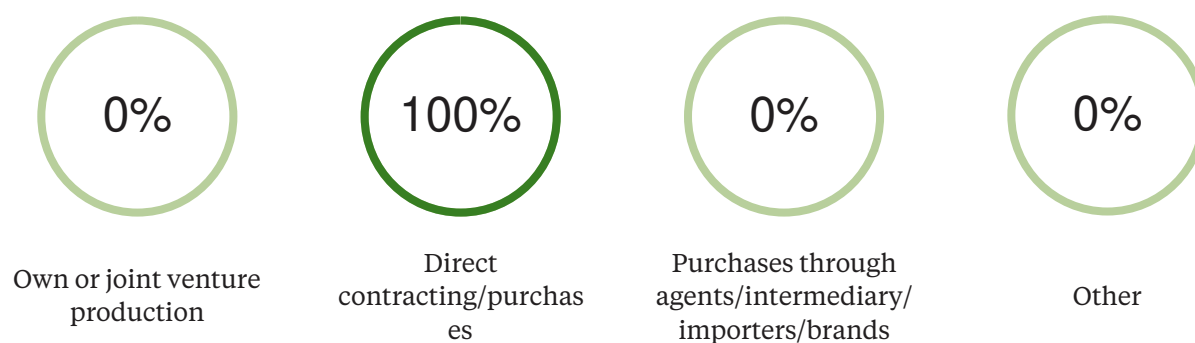 0%
100%
0%
0%
Own or joint venture
production
Direct
contracting/purchas
es
Purchases through
agents/intermediary/
importers/brands
Other